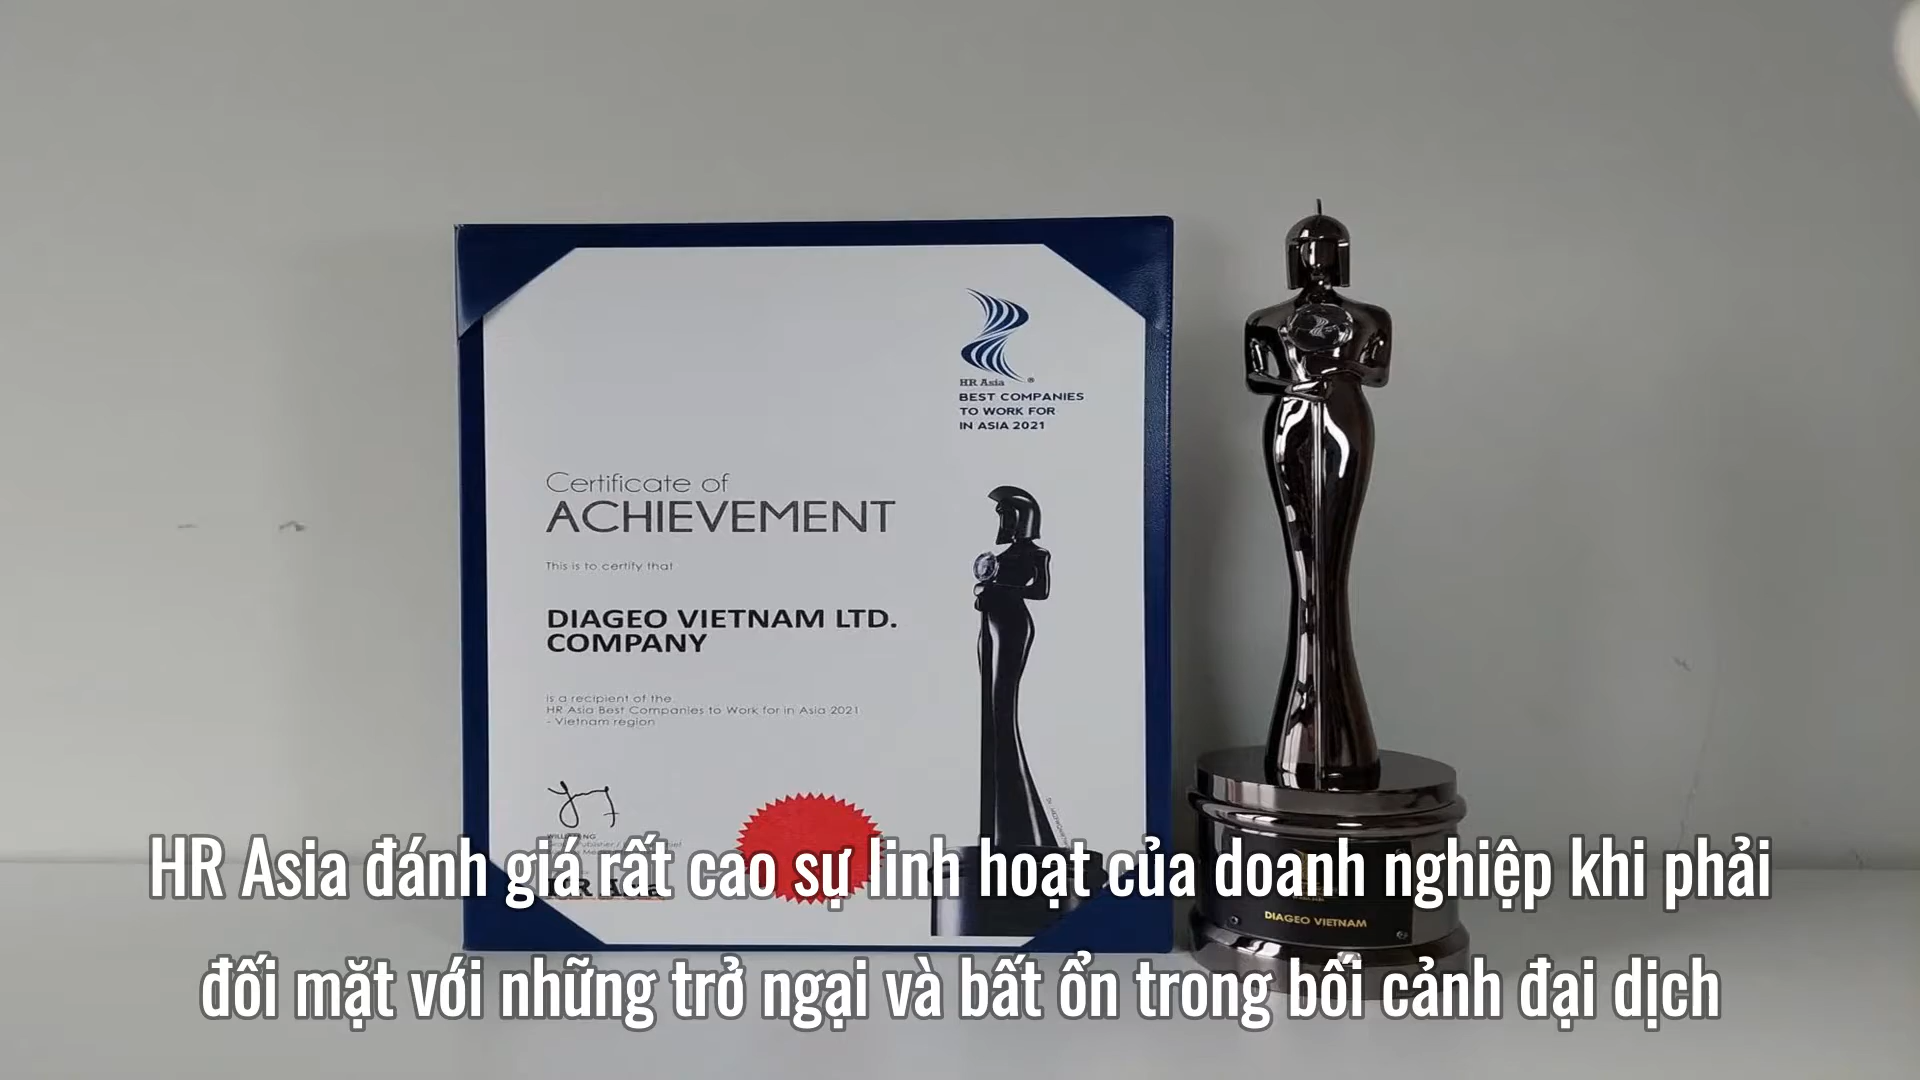 HR Asia
BEST COMPANIES
TO WORK FOR
IN ASIA 2021
Certificate of
ACHIEVEMENT
This is to certify that
DIAGEO VIETNAM LTD.
COMPANY
is a recipient of the
HR Asia Best Companies to Work for in Asia 2021
- Vietnam region
DIAGEO VIETNAM
HR Asia đánh giá rất cao sự linh hoạt của doanh nghiệp khi phải
đối mặt với những trở ngại và bất ổn trong bối cảnh đại dịch